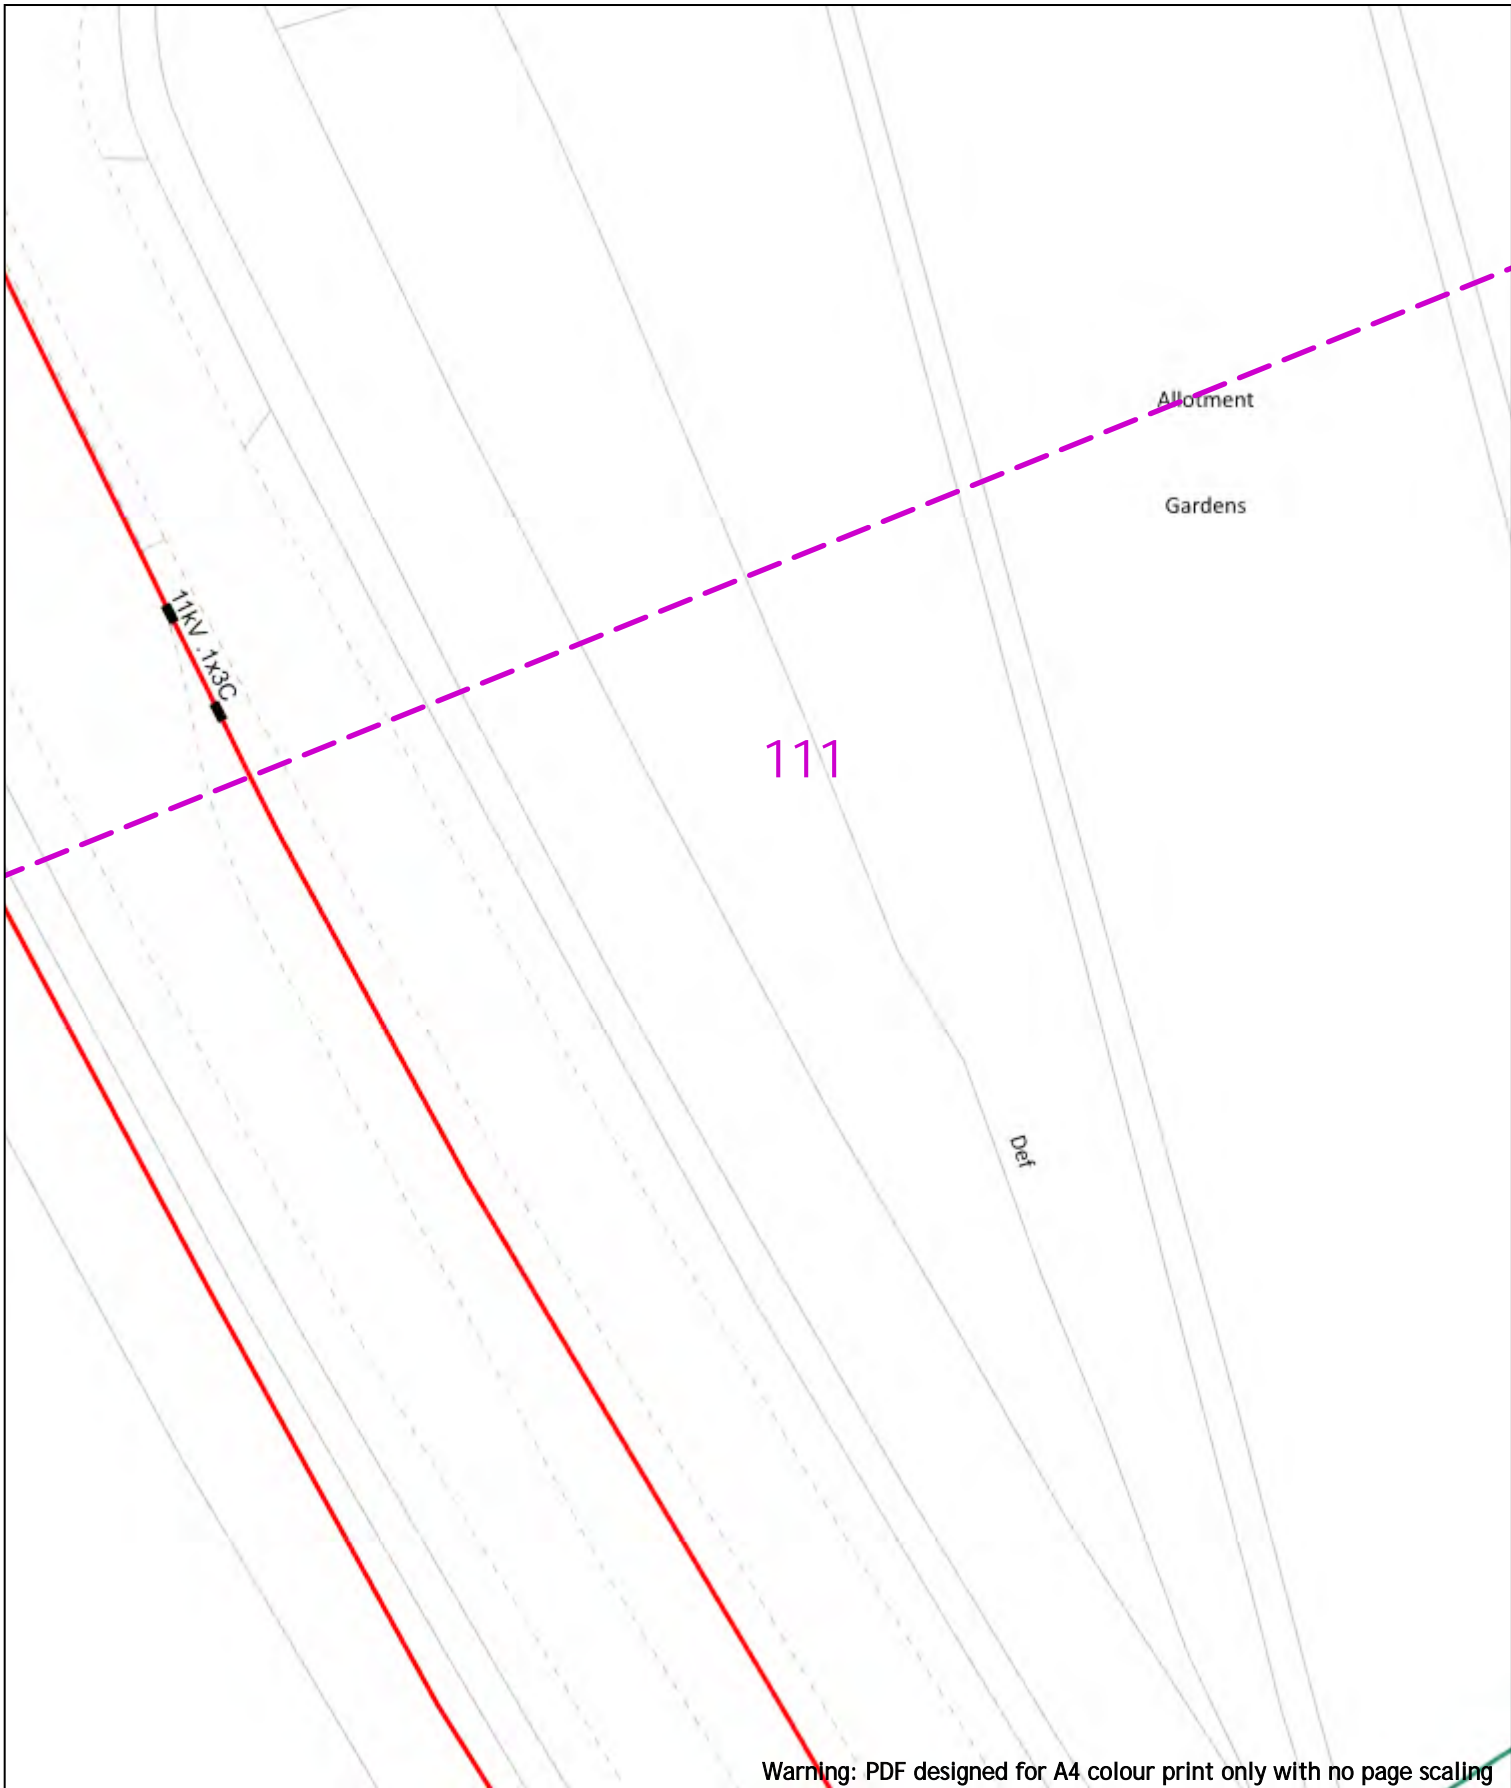 Allotment
Gardens
11kV .1x3C
111
Def
Warning: PDF designed for A4 colour print only with no page scaling